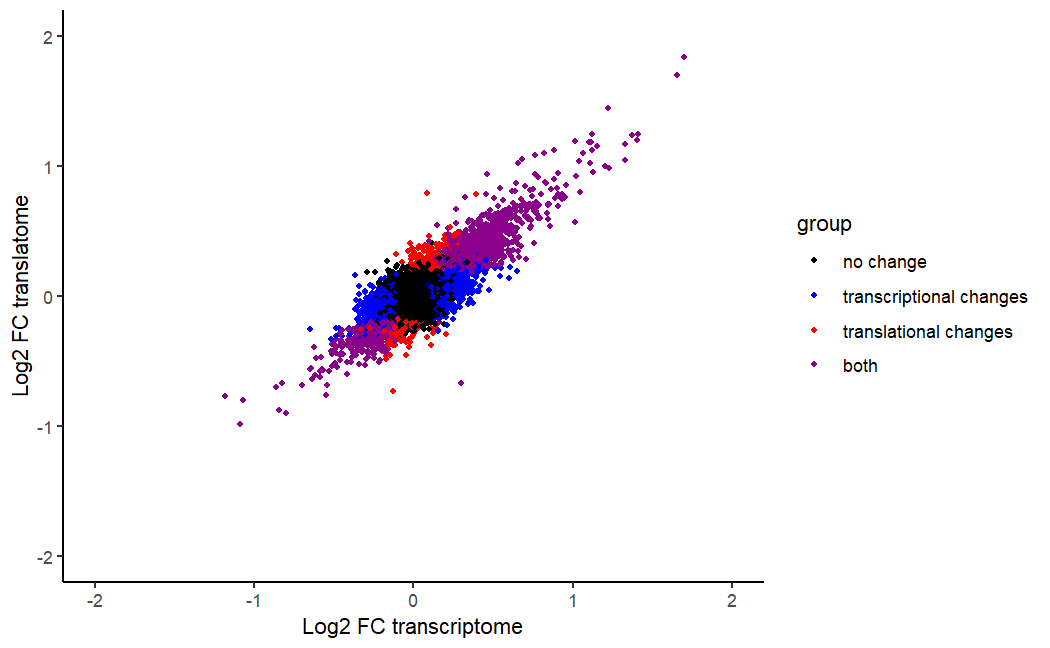 2
1
0
-1
-2
Log2 FC translatome
-2
-1
0
1
2
Log2 FC transcriptome
group
no change
transcriptional changes
translational changes
both